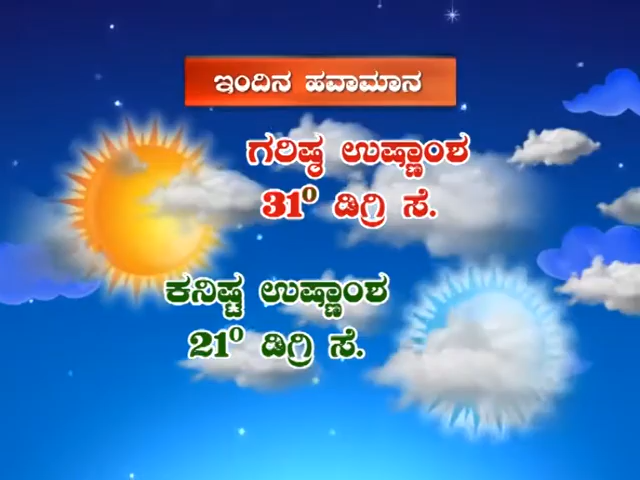 ಇಂದಿನ ಹವಾಮಾನ
ಗರಿಷ್ಠ ಉಷ್ಣಾಂಶ
31⁰ ಡಿಗ್ರಿ ಸೆ.
ಕನಿಷ್ಟ ಉಷ್ಣಾಂಶ
21⁰ ಡಿಗ್ರಿ ಸೆ.